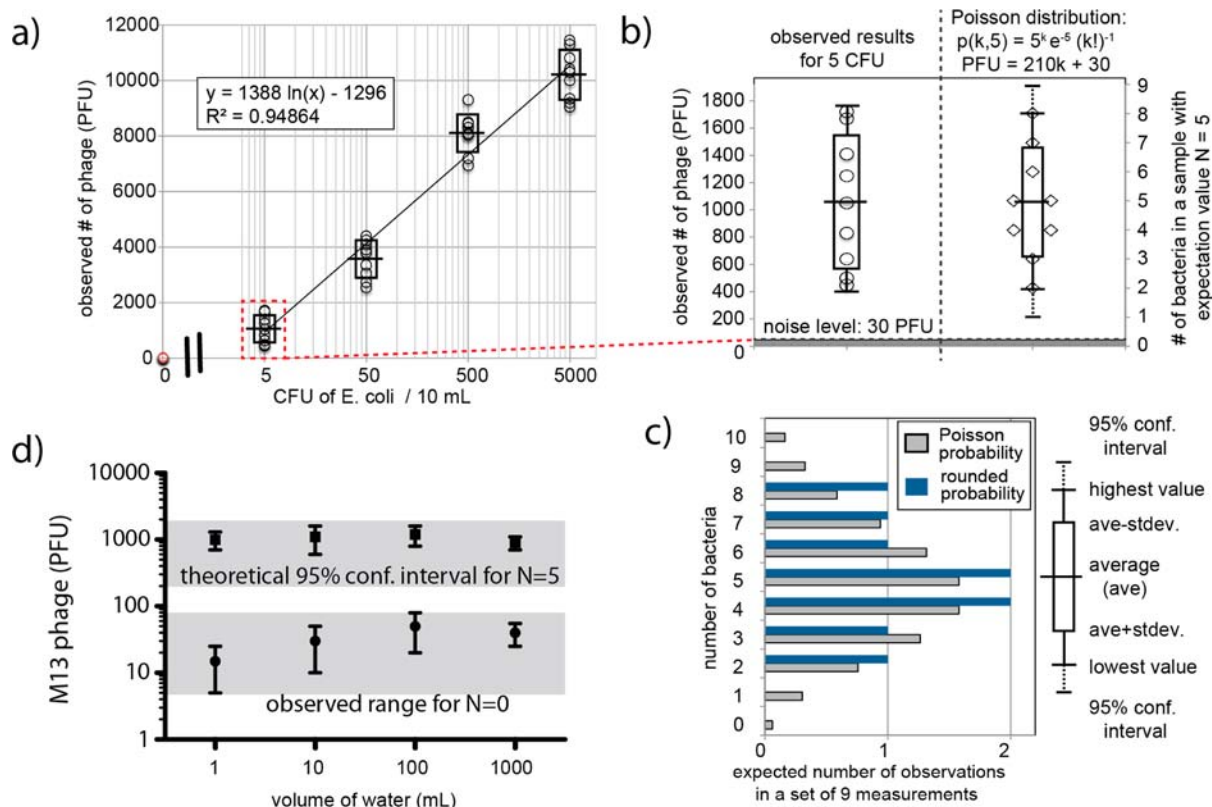 a)
observed # of phage (PFU)
12000
10000
8000
6000
4000
2000
0
y = 1388 ln(x) - 1296
R² = 0.94864
0
5
50
500
5000
CFU of E. coli / 10 mL
b)
observed results
for 5 CFU
Poisson distribution:
p(k,5) = 5ᵏ e⁻⁵ (k!)⁻¹
PFU = 210k + 30
observed # of phage (PFU)
1800
1600
1400
1200
1000
800
600
400
200
0
noise level: 30 PFU
9
8
7
6
5
4
3
2
1
0
# of bacteria in a sample with
expectation value N = 5
c)
number of bacteria
10
9
8
7
6
5
4
3
2
1
0
Poisson
probability
rounded
probability
0
1
2
expected number of observations
in a set of 9 measurements
95% conf.
interval
highest value
ave-stdev.
average
(ave)
ave+stdev.
lowest value
95% conf.
interval
d)
M13 phage (PFU)
10000
1000
100
10
1
theoretical 95% conf. interval for N=5
observed range for N=0
1
10
100
1000
volume of water (mL)